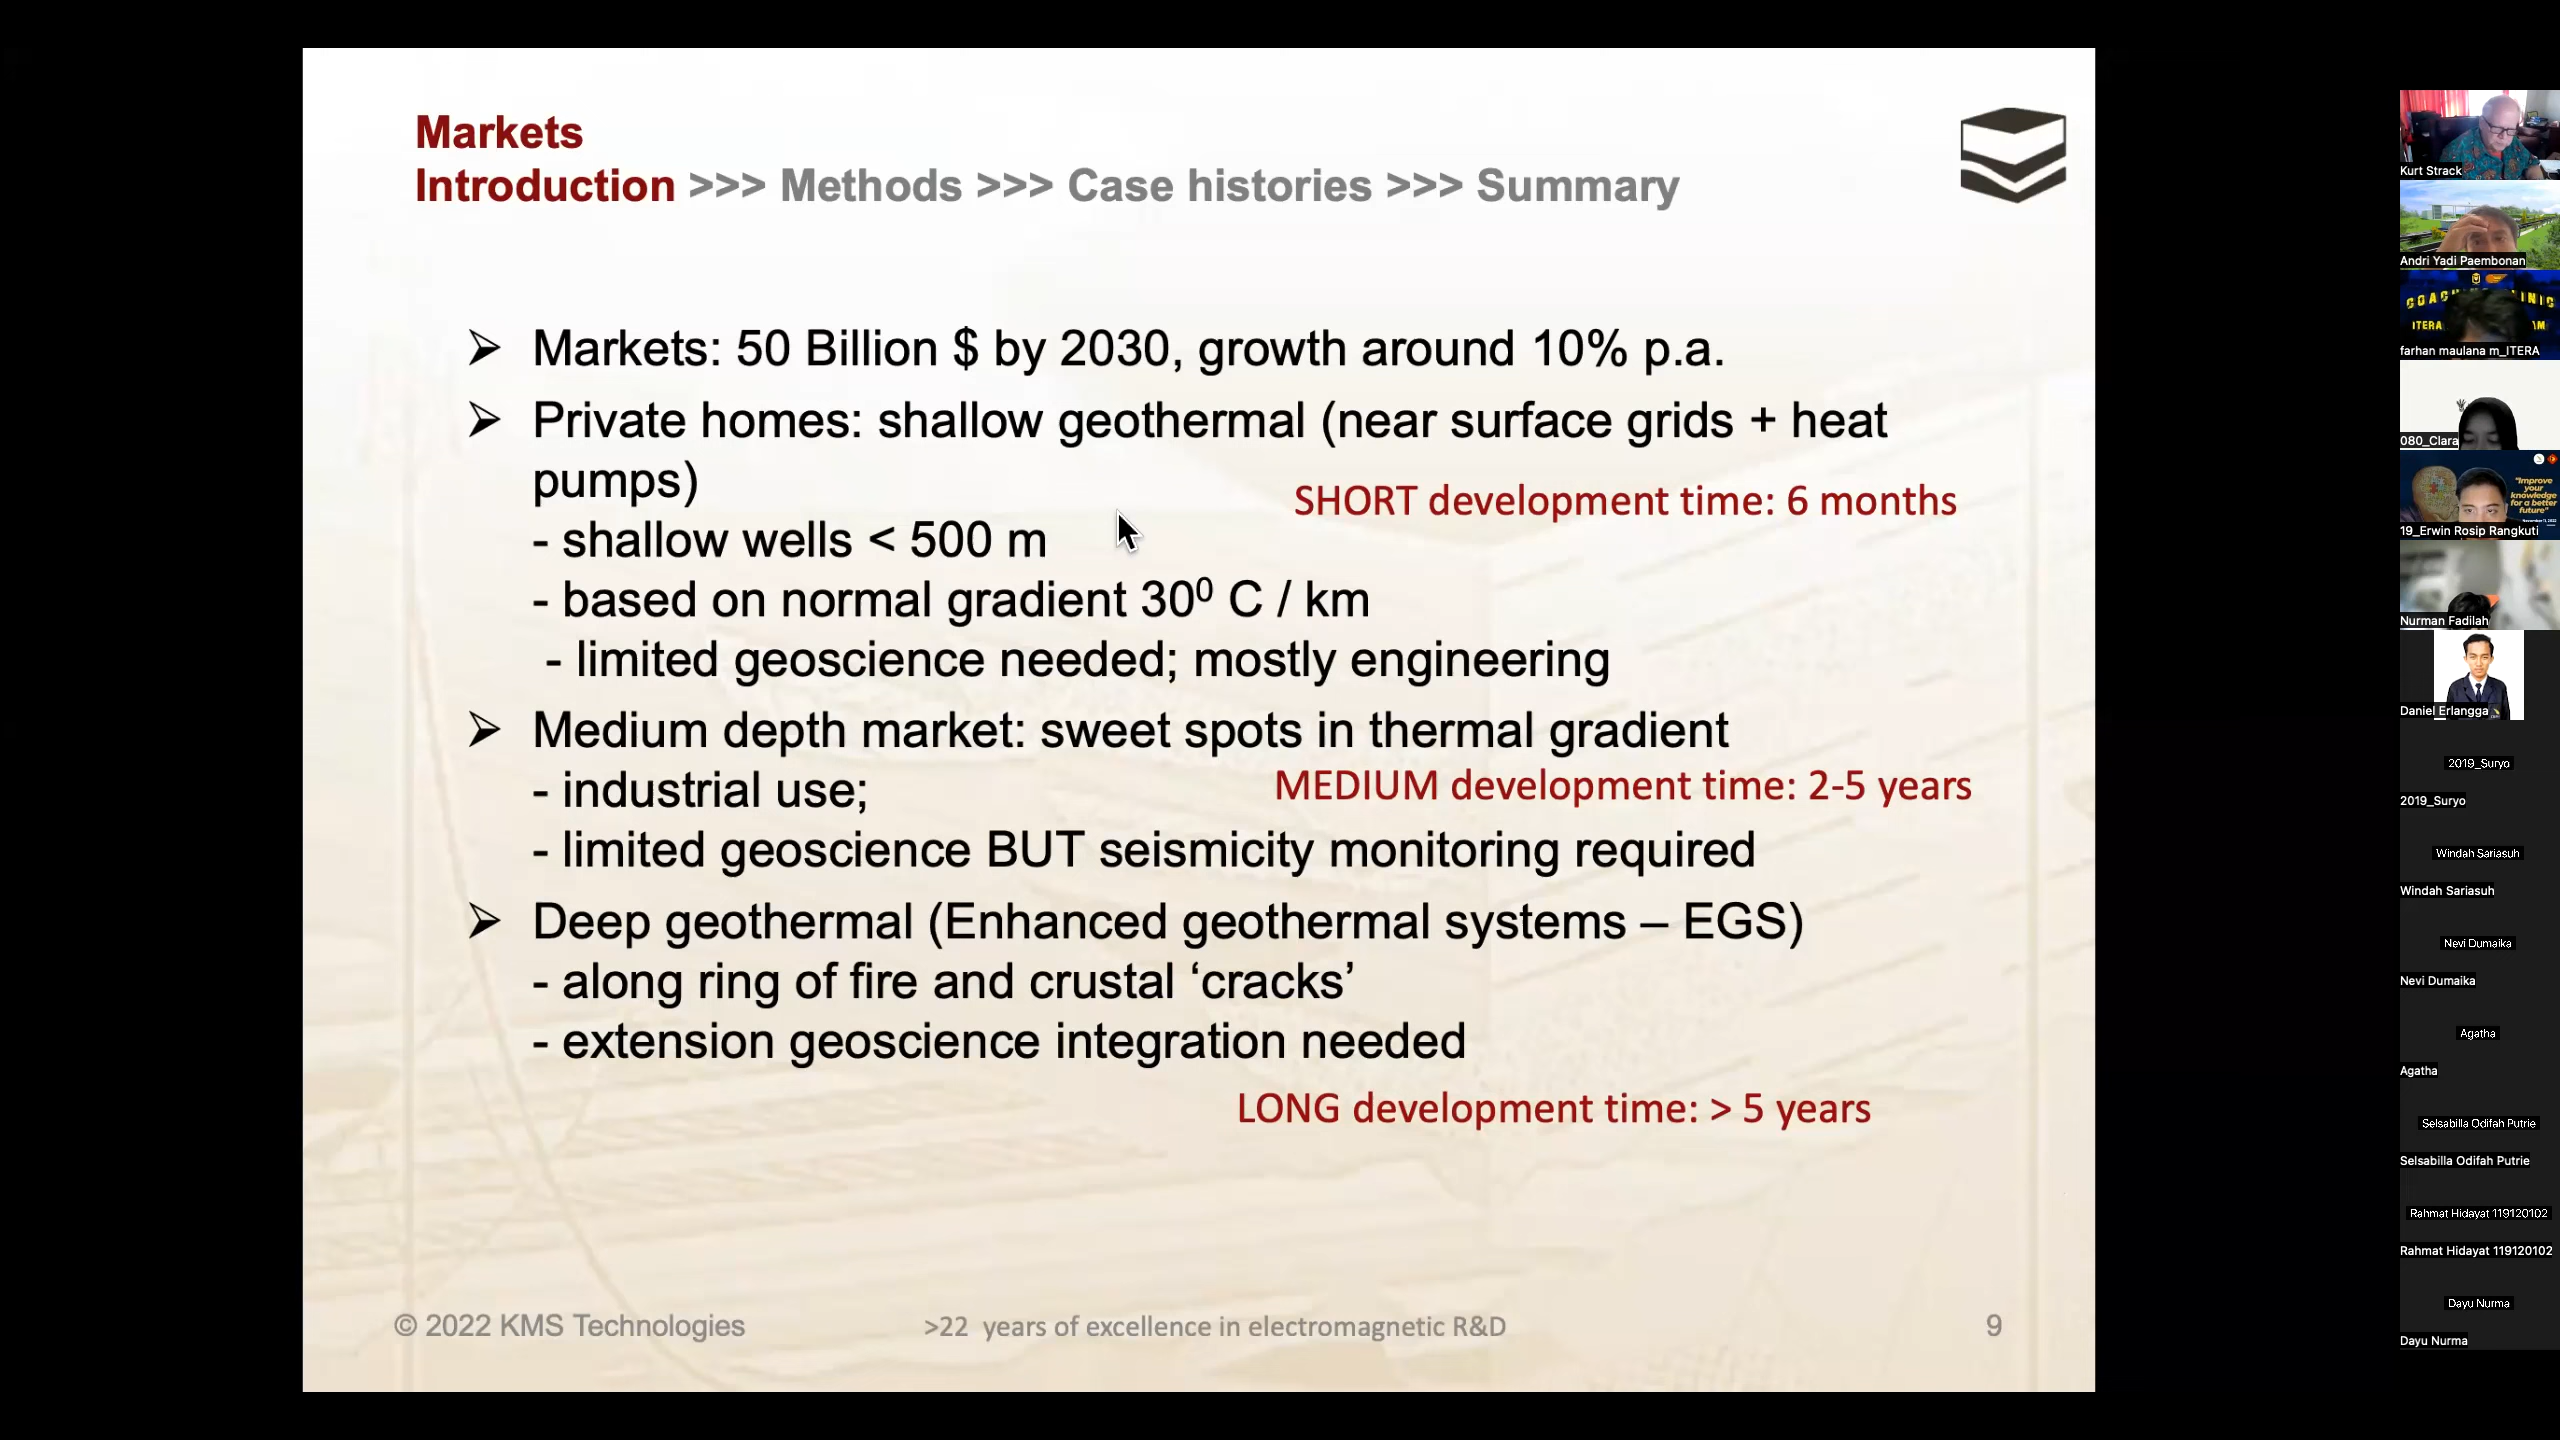 Markets
Introduction >>> Methods >>> Case histories >>> Summary
➢ Markets: 50 Billion $ by 2030, growth around 10% p.a.
➢ Private homes: shallow geothermal (near surface grids + heat
pumps)
SHORT development time: 6 months
- shallow wells < 500 m
- based on normal gradient 30⁰ C / km
- limited geoscience needed; mostly engineering
➢ Medium depth market: sweet spots in thermal gradient
- industrial use;
MEDIUM development time: 2-5 years
- limited geoscience BUT seismicity monitoring required
➢ Deep geothermal (Enhanced geothermal systems – EGS)
- along ring of fire and crustal ‘cracks’
- extension geoscience integration needed
LONG development time: > 5 years
© 2022 KMS Technologies
>22 years of excellence in electromagnetic R&D
9
Kurt Strack
Andri Yadi Paembonan
ITERA
farhan maulana m_ITERA
080_Clara
"Improve
your
knowledge
for a better
future"
19_Erwin Rosip Rangkuti
Nurman Fadilah
Daniel Erlangga
2019_Suryo
2019_Suryo
Windah Sariasuh
Windah Sariasuh
Nevi Dumaika
Nevi Dumaika
Agatha
Agatha
Selsabilla Odifah Putrie
Selsabilla Odifah Putrie
Rahmat Hidayat 119120102
Rahmat Hidayat 119120102
Dayu Nurma
Dayu Nurma